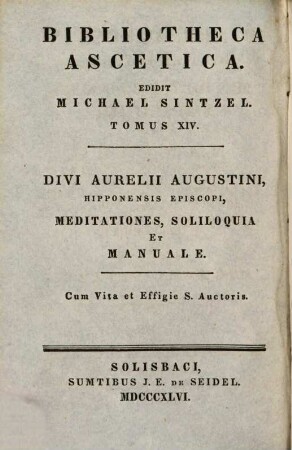 BIBLIOTHECA
ASCETICA.
EDIDIT
MICHAEL SINTZEL.
TOMUS XIV.
DIVI AURELII AUGUSTINI,
HIPPONENSIS EPISCOPI,
MEDITATIONES, SOLILOQUIA
ET
MANUALE.
Cum Vita et Effigie S. Auctoris.
SOLISBACI,
SUMTIBUS J. E. DE SEIDEL.
MDCCCXLVI.